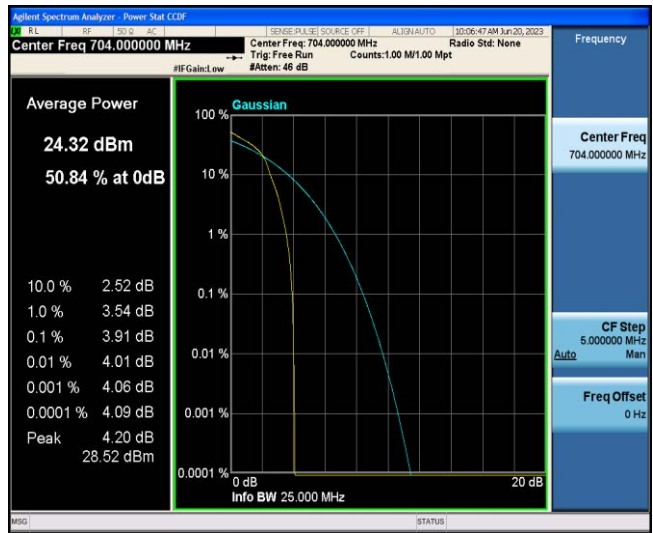 Agilent Spectrum Analyzer - Power Stat CCDF
RL RF 50 Ω AC SENSE:PULSE SOURCE OFF ALIGN AUTO 10:06:47 AM Jun 20, 2023
Center Freq 704.000000 MHz
Center Freq: 704.000000 MHz Radio Std: None
Trig: Free Run Counts:1.00 M/1.00 Mpt
#IFGain:Low #Atten: 46 dB
Frequency
Average Power
24.32 dBm
50.84 % at 0dB
10.0 % 2.52 dB
1.0 % 3.54 dB
0.1 % 3.91 dB
0.01 % 4.01 dB
0.001 % 4.06 dB
0.0001 % 4.09 dB
Peak 4.20 dB
28.52 dBm
Gaussian
100 %
10 %
1 %
0.1 %
0.01 %
0.001 %
0.0001 %
0 dB 20 dB
Info BW 25.000 MHz
Center Freq
704.000000 MHz
CF Step
5.000000 MHz
Auto Man
Freq Offset
0 Hz
MSG STATUS